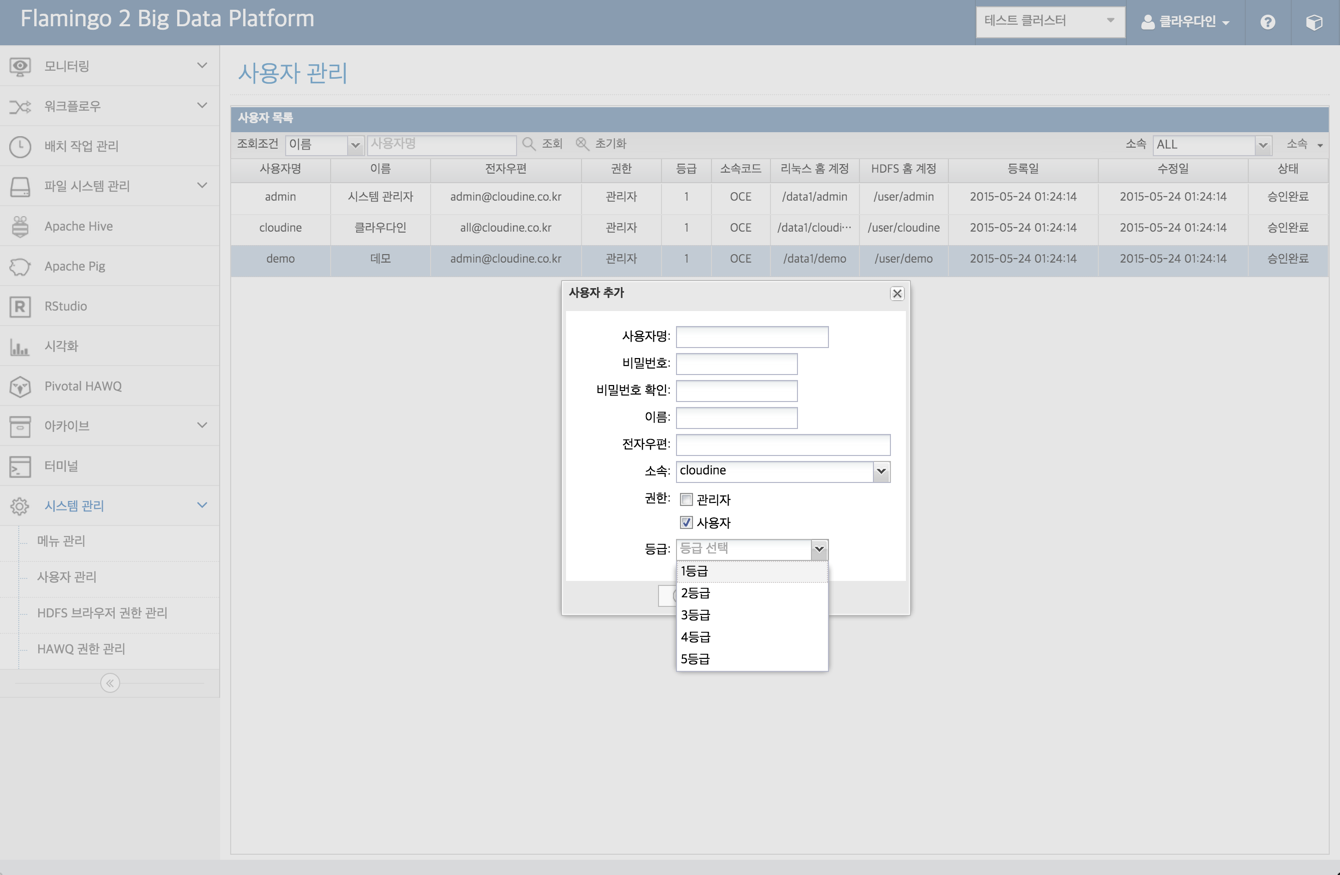 Flamingo 2 Big Data Platform
테스트 클러스터
클라우다인
모니터링
워크플로우
배치 작업 관리
파일 시스템 관리
Apache Hive
Apache Pig
RStudio
시각화
Pivotal HAWQ
아카이브
터미널
시스템 관리
메뉴 관리
사용자 관리
HDFS 브라우저 권한 관리
HAWQ 권한 관리
사용자 관리
사용자 목록
조회조건 이름 사용자명 조회 초기화 소속 ALL 소속
사용자명 이름 전자우편 권한 등급 소속코드 리눅스 홈 계정 HDFS 홈 계정 등록일 수정일 상태
admin 시스템 관리자 admin@cloudine.co.kr 관리자 1 OCE /data1/admin /user/admin 2015-05-24 01:24:14 2015-05-24 01:24:14 승인완료
cloudine 클라우다인 all@cloudine.co.kr 관리자 1 OCE /data1/cloudi··· /user/cloudine 2015-05-24 01:24:14 2015-05-24 01:24:14 승인완료
demo 데모 admin@cloudine.co.kr 관리자 1 OCE /data1/demo /user/demo 2015-05-24 01:24:14 2015-05-24 01:24:14 승인완료
사용자 추가
사용자명:
비밀번호:
비밀번호 확인:
이름:
전자우편:
소속: cloudine
권한: 관리자
사용자
등급: 등급 선택
1등급
2등급
3등급
4등급
5등급